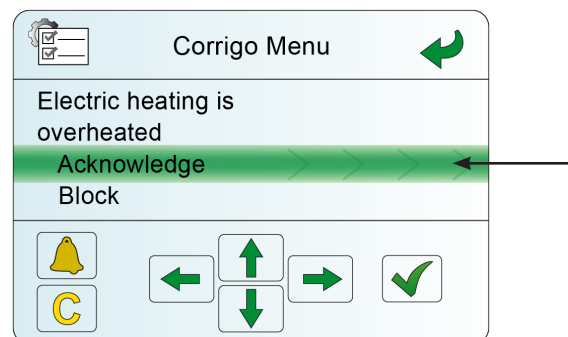 Corrigo Menu
Electric heating is
overheated
Acknowledge
Block
C